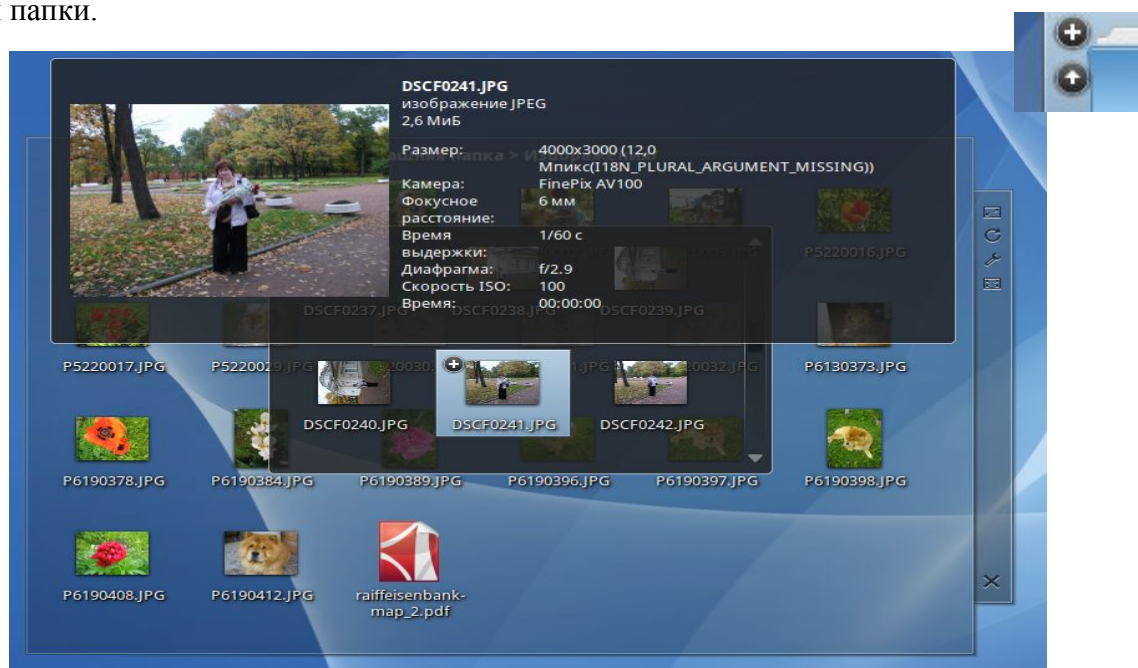 папки.
DSCF0241.JPG
изображение JPEG
2,6 МиБ
Размер: 4000x3000 (12,0
Мпикс(I18N_PLURAL_ARGUMENT_MISSING))
Камера: FinePix AV100
Фокусное 6 мм
расстояние:
Время 1/60 с
выдержки:
Диафрагма: f/2.9
Скорость ISO: 100
Время: 00:00:00
папка >
P5220016.JPG
DSCF0237.JPG DSCF0238.JPG DSCF0239.JPG
P5220017.JPG P6130373.JPG
DSCF0240.JPG DSCF0241.JPG DSCF0242.JPG
P6190378.JPG P6190384.JPG P6190389.JPG P6190396.JPG P6190397.JPG P6190398.JPG
P6190408.JPG P6190412.JPG raiffeisenbank-
map_2.pdf